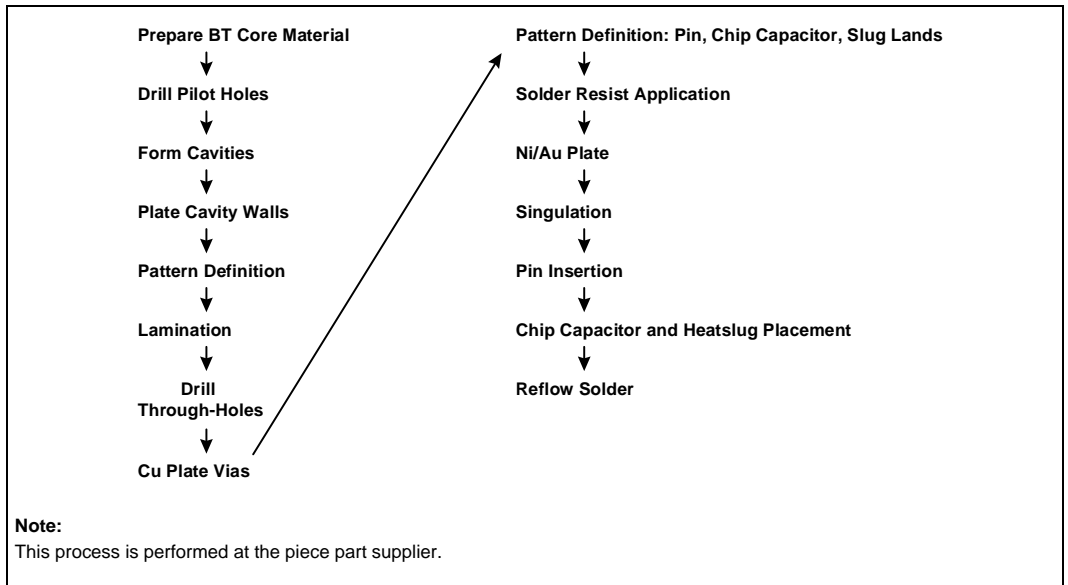 Prepare BT Core Material
Drill Pilot Holes
Form Cavities
Plate Cavity Walls
Pattern Definition
Lamination
Drill
Through-Holes
Cu Plate Vias
Pattern Definition: Pin, Chip Capacitor, Slug Lands
Solder Resist Application
Ni/Au Plate
Singulation
Pin Insertion
Chip Capacitor and Heatslug Placement
Reflow Solder
Note:
This process is performed at the piece part supplier.